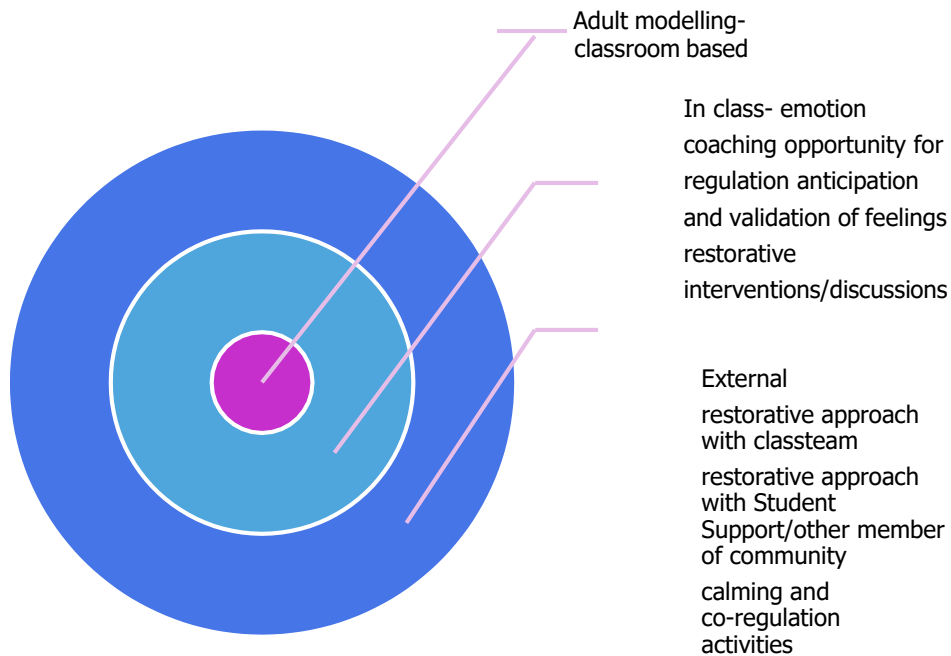 Adult modelling-
classroom based
In class- emotion
coaching opportunity for
regulation anticipation
and validation of feelings
restorative
interventions/discussions
External
restorative approach
with classteam
restorative approach
with Student
Support/other member
of community
calming and
co-regulation
activities